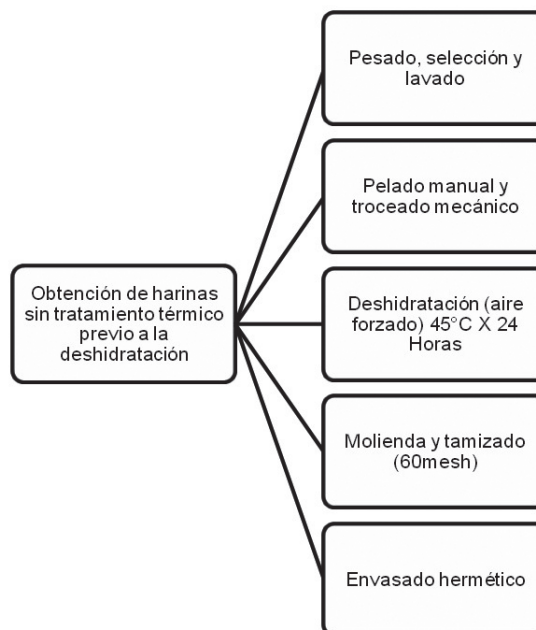 Pesado, selección y
lavado
Pelado manual y
troceado mecánico
Obtención de harinas
sin tratamiento térmico
previo a la
deshidratación
Deshidratación (aire
forzado) 45°C X 24
Horas
Molienda y tamizado
(60mesh)
Envasado hermético